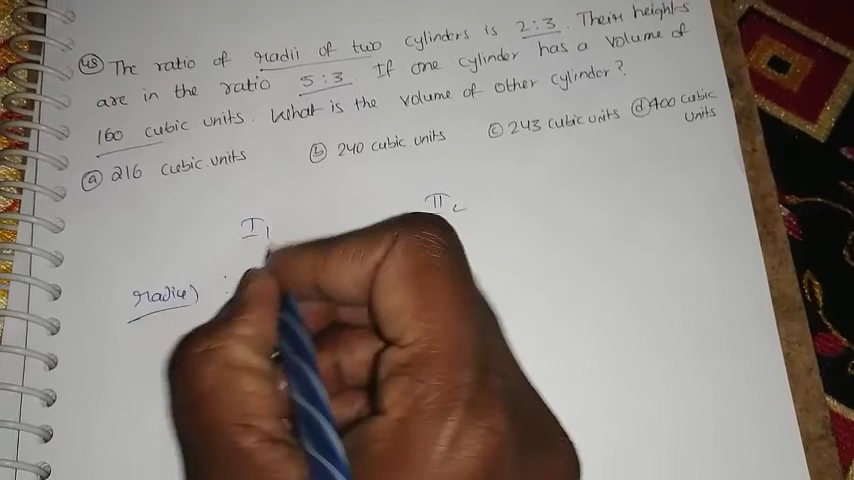 48 The ratio of radii of two cylinders is 2:3. Their heights
are in the ratio 5:3. If one cylinder has a volume of
160 cubic units. What is the volume of other cylinder?
a 216 cubic units b 240 cubic units c 243 cubic units d 400 cubic
units
I II
radius :